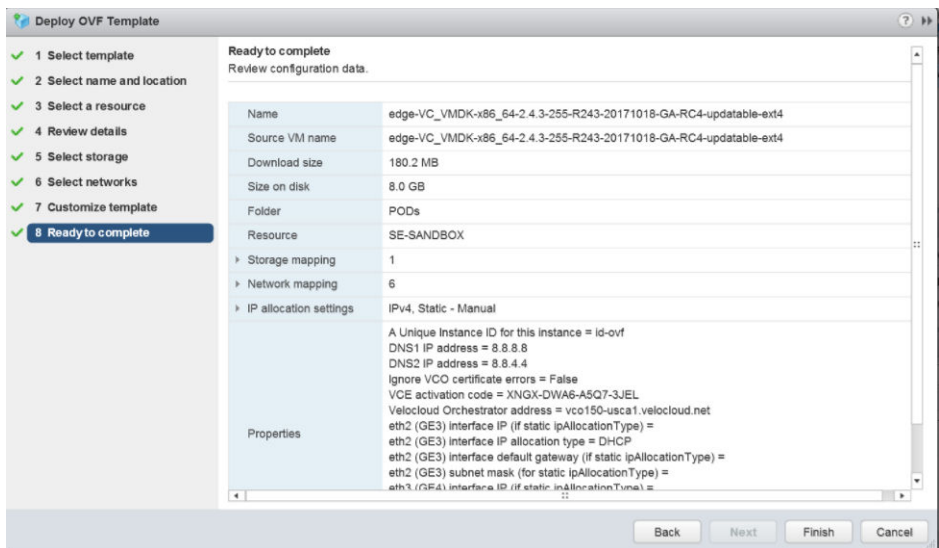 Deploy OVF Template
1 Select template
2 Select name and location
3 Select a resource
4 Review details
5 Select storage
6 Select networks
7 Customize template
8 Ready to complete
Ready to complete
Review configuration data.
Name edge-VC_VMDK-x86_64-2.4.3-255-R243-20171018-GA-RC4-updatable-ext4
Source VM name edge-VC_VMDK-x86_64-2.4.3-255-R243-20171018-GA-RC4-updatable-ext4
Download size 180.2 MB
Size on disk 8.0 GB
Folder PODs
Resource SE-SANDBOX
Storage mapping 1
Network mapping 6
IP allocation settings IPv4, Static - Manual
Properties
A Unique Instance ID for this instance = id-ovf
DNS1 IP address = 8.8.8.8
DNS2 IP address = 8.8.4.4
Ignore VCO certificate errors = False
VCE activation code = XNGX-DWA6-A5Q7-3JEL
Velocloud Orchestrator address = vco150-usca1.velocloud.net
eth2 (GE3) interface IP (if static ipAllocationType) =
eth2 (GE3) interface IP allocation type = DHCP
eth2 (GE3) interface default gateway (if static ipAllocationType) =
eth2 (GE3) subnet mask (for static ipAllocationType) =
eth3 (GE4) interface IP (if static ipAllocationType) =
Back Next Finish Cancel